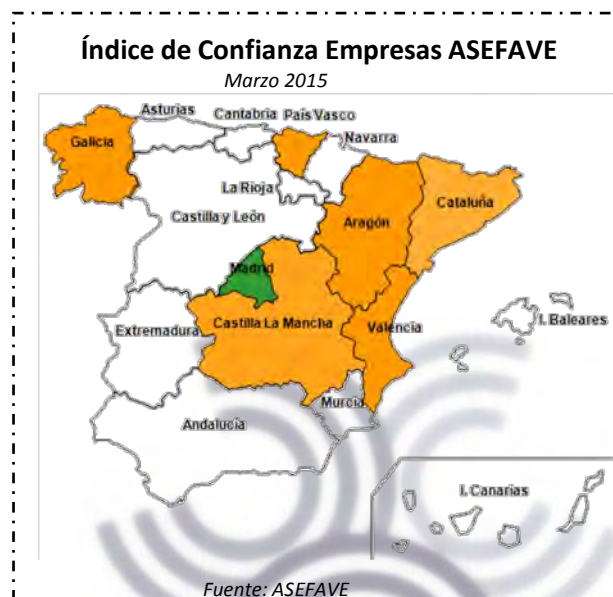 Índice de Confianza Empresas ASEFAVE
Marzo 2015
Asturias
Cantabria
País Vasco
Galicia
Navarra
La Rioja
Castilla y León
Aragón
Cataluña
Madrid
Extremadura
Castilla La Mancha
Valencia
I. Baleares
Murcia
Andalucía
I. Canarias
Fuente: ASEFAVE